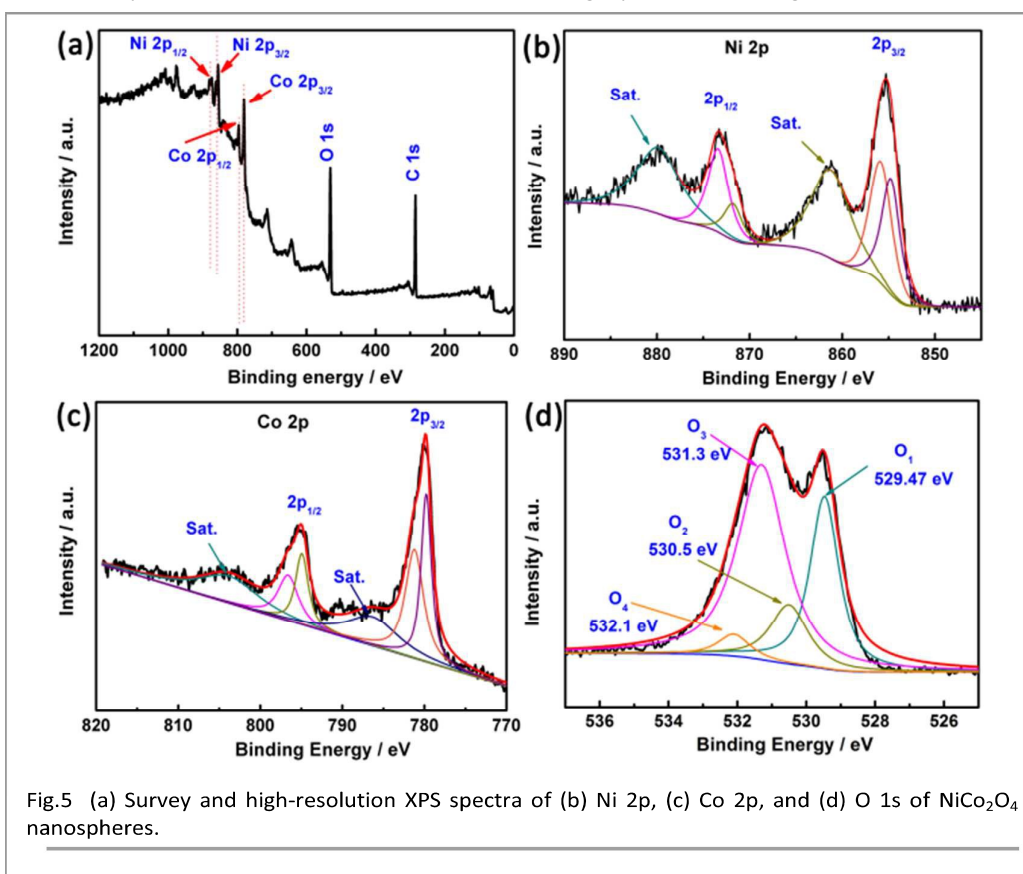 (a)
Ni 2p1/2
Ni 2p3/2
Co 2p3/2
Co 2p1/2
O 1s
C 1s
Intensity / a.u.
1200 1000 800 600 400 200 0
Binding energy / eV
(b)
Ni 2p
2p3/2
Sat.
2p1/2
Sat.
Intensity / a.u.
890 880 870 860 850
Binding Energy / eV
(c)
Co 2p
2p3/2
2p1/2
Sat.
Sat.
Intensity / a.u.
820 810 800 790 780 770
Binding Energy / eV
(d)
O3
531.3 eV
O1
529.47 eV
O2
530.5 eV
O4
532.1 eV
Intensity / a.u.
536 534 532 530 528 526
Binding Energy / eV
Fig.5 (a) Survey and high-resolution XPS spectra of (b) Ni 2p, (c) Co 2p, and (d) O 1s of NiCo2O4
nanospheres.